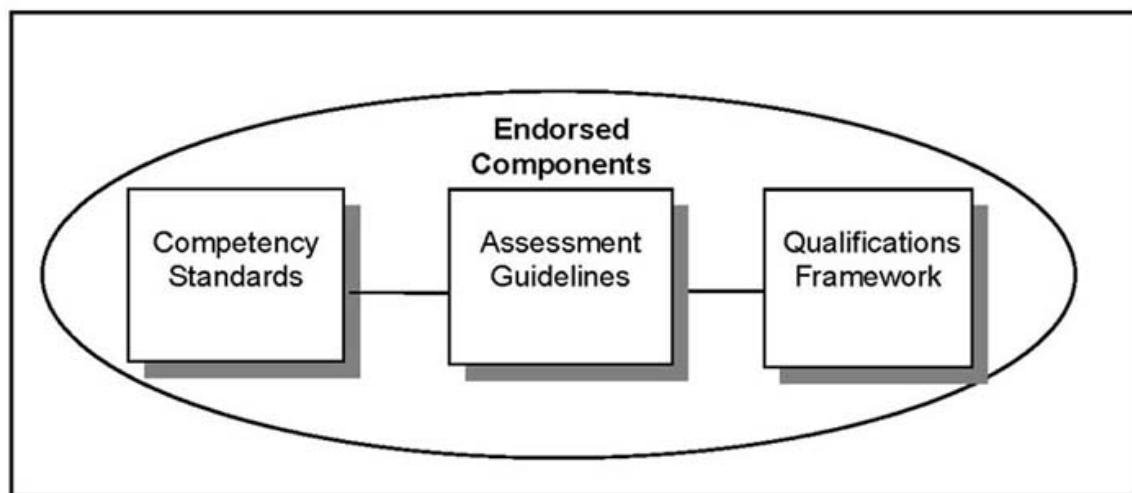 Endorsed
Components
Competency
Standards
Assessment
Guidelines
Qualifications
Framework